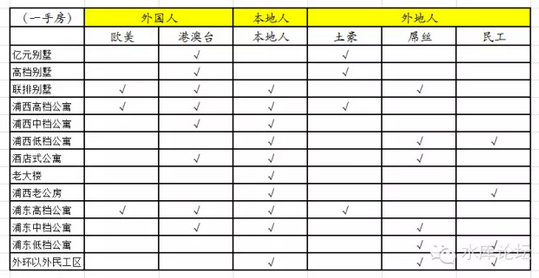 （一手房） 外国人 本地人 外地人
欧美 港澳台 本地人 土豪 屌丝 民工
亿元别墅 √ √
高档别墅 √ √
联排别墅 √ √ √ √
浦西高档公寓 √ √ √ √
浦西中档公寓 √ √
浦西低档公寓 √ √ √
酒店式公寓 √ √ √
老大楼 √
浦西老公房 √ √
浦东高档公寓 √ √ √ √
浦东中档公寓 √ √ √
浦东低档公寓 √ √
外环以外民工区 √ √ √
水库论坛